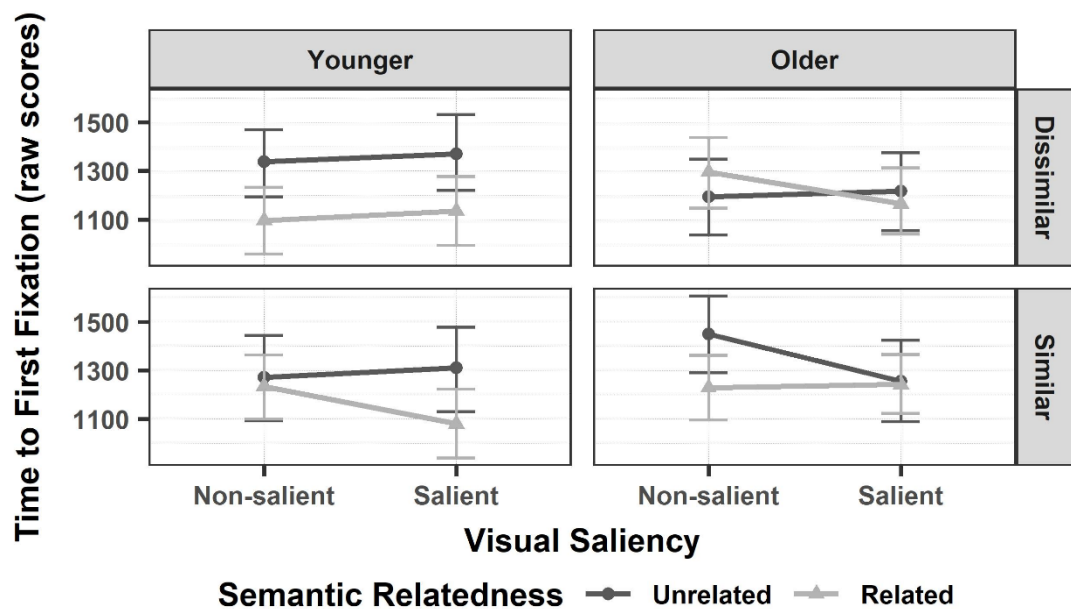 Younger
Older
Time to First Fixation (raw scores)
1500
1300
1100
Dissimilar
1500
1300
1100
Similar
Non-salient
Salient
Non-salient
Salient
Visual Saliency
Semantic Relatedness Unrelated Related